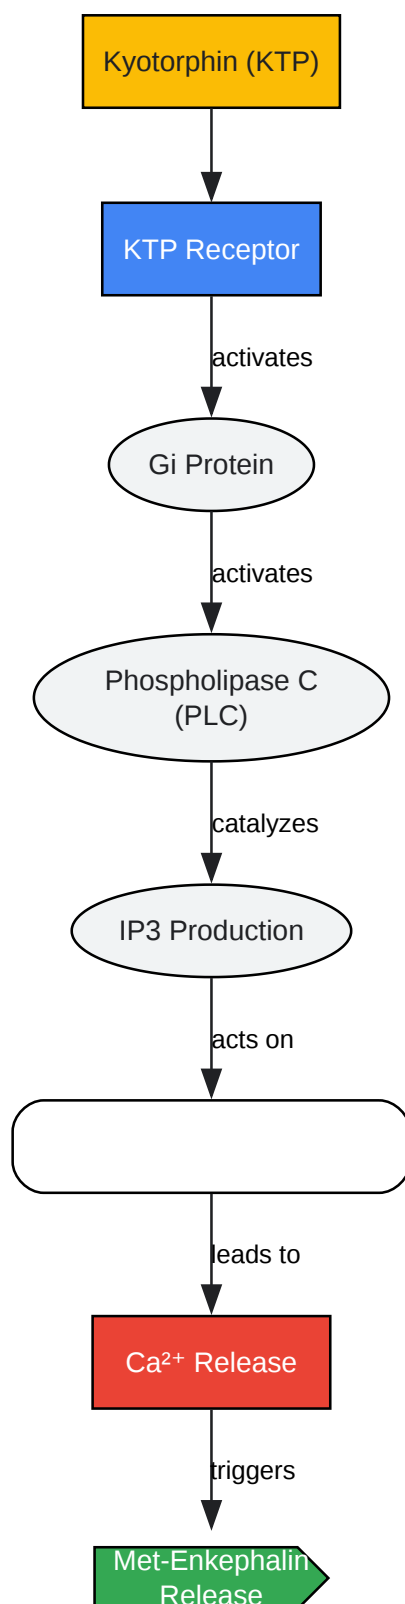 Kyotorphin (KTP)
KTP Receptor
activates
Gi Protein
activates
Phospholipase C
(PLC)
catalyzes
IP3 Production
acts on
leads to
Ca²⁺ Release
triggers
Met-Enkephalin
Release